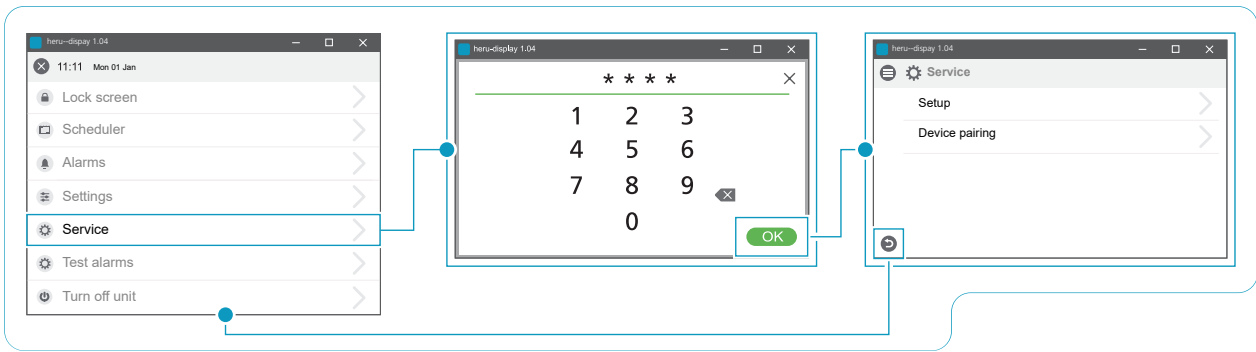 heru--dispay 1.04
11:11 Mon 01 Jan
Lock screen
Scheduler
Alarms
Settings
Service
Test alarms
Turn off unit
heru-display 1.04
* * * *
1 2 3
4 5 6
7 8 9
0
OK
heru--dispay 1.04
Service
Setup
Device pairing